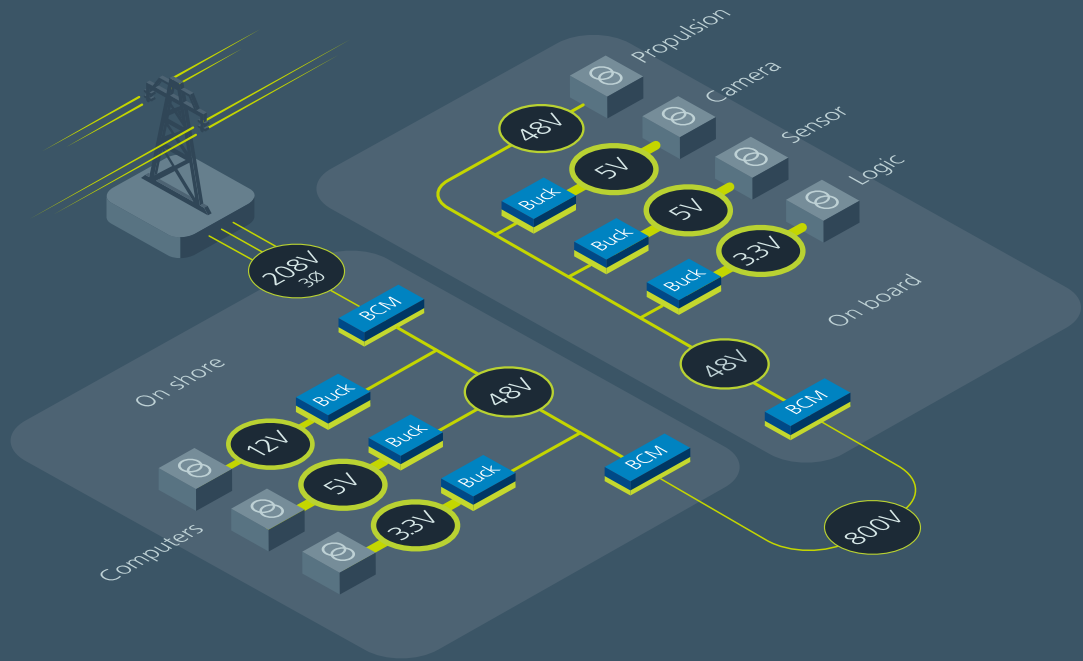 Propulsion
Camera
Sensor
Logic
48V
5V
5V
3.3V
Buck
Buck
Buck
On board
48V
BCM
208V
3Ø
BCM
On shore
48V
Buck
Buck
Buck
12V
5V
3.3V
BCM
Computers
800V